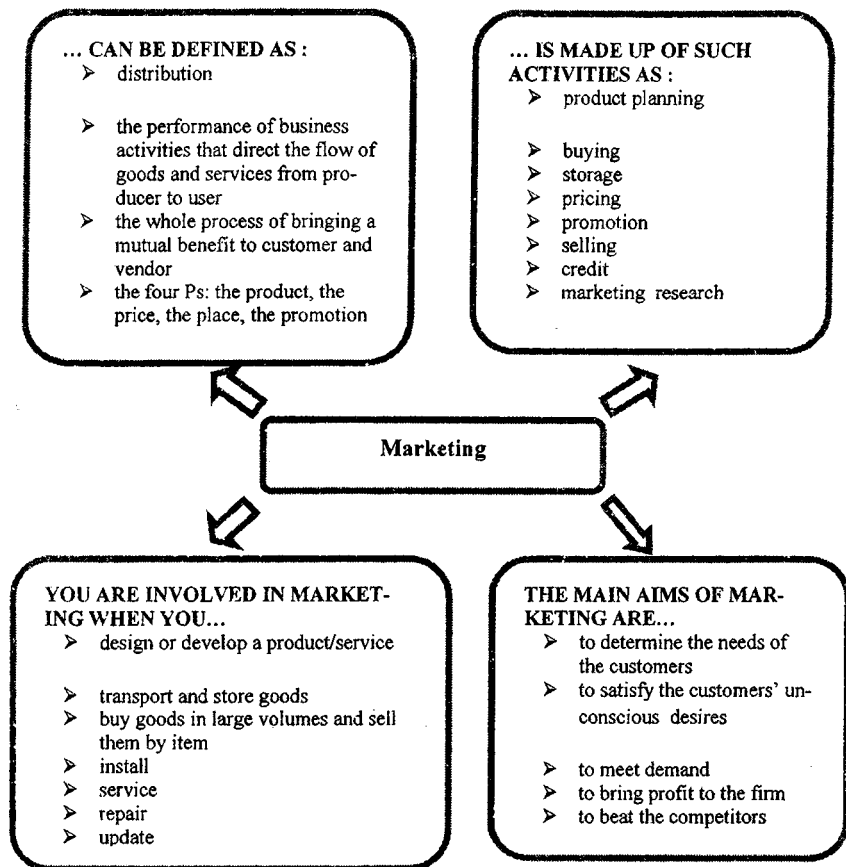 ... CAN BE DEFINED AS :
➢ distribution
➢ the performance of business
activities that direct the flow of
goods and services from pro-
ducer to user
➢ the whole process of bringing a
mutual benefit to customer and
vendor
➢ the four Ps: the product, the
price, the place, the promotion
... IS MADE UP OF SUCH
ACTIVITIES AS :
➢ product planning
➢ buying
➢ storage
➢ pricing
➢ promotion
➢ selling
➢ credit
➢ marketing research
Marketing
YOU ARE INVOLVED IN MARKET-
ING WHEN YOU...
➢ design or develop a product/service
➢ transport and store goods
➢ buy goods in large volumes and sell
them by item
➢ install
➢ service
➢ repair
➢ update
THE MAIN AIMS OF MAR-
KETING ARE...
➢ to determine the needs of
the customers
➢ to satisfy the customers' un-
conscious desires
➢ to meet demand
➢ to bring profit to the firm
➢ to beat the competitors